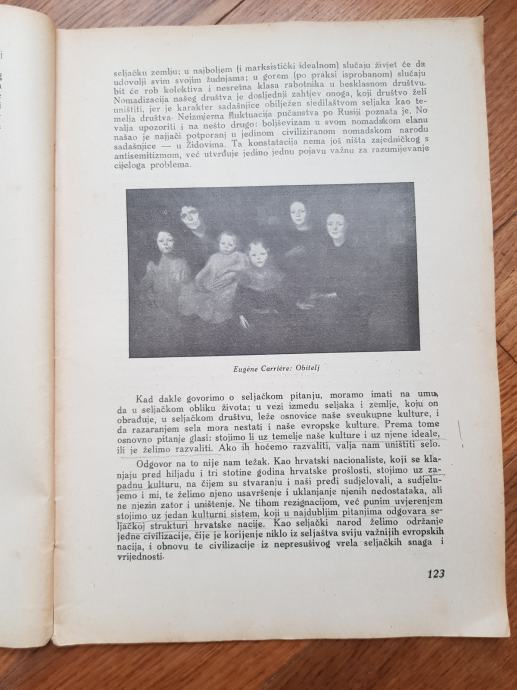 seljačku zemlju; u najboljem (i marksistički idealnom) slučaju živjet će da
udovolji svim svojim žudnjama; u gorem (po praksi isprobanom) slučaju
bit će rob kolektiva i nesretna klasa rabotnika u besklasnom društvu.
Nomadizacija našeg društva je dosljednji zahtjev onoga, koji društvo želi
uništiti, jer je karakter sadašnjice obilježen sjedilaštvom seljaka kao te-
melja društva. Neizmjerna fluktuacija pučanstva po Rusiji poznata je. No
valja upozoriti i na nešto drugo: boljševizam u svom nomadskom elanu
našao je najjači potporanj u jedinom civiliziranom nomadskom narodu
sadašnjice — u Židovima. Ta konstatacija nema još ništa zajedničkog s
antisemitizmom, već utvrđuje jedino jednu pojavu važnu za razumijevanje
cijeloga problema.
Eugène Carrière: Obitelj
Kad dakle govorimo o seljačkom pitanju, moramo imati na umu,
da u seljačkom obliku života; u vezi između seljaka i zemlje, koju on
obrađuje, u seljačkom društvu, leže osnovice naše sveukupne kulture, i
da razaranjem sela mora nestati i naše evropske kulture. Prema tome
osnovno pitanje glasi: stojimo li uz temelje naše kulture i uz njene ideale,
ili je želimo razvaliti. Ako ih hoćemo razvaliti, valja nam uništiti selo.
Odgovor na to nije nam težak. Kao hrvatski nacionaliste, koji se kla-
njaju pred hiljadu i tri stotine godina hrvatske prošlosti, stojimo uz za-
padnu kulturu, na čijem su stvaranju i naši pređi sudjelovali, a sudjelu-
jemo i mi, te želimo njeno usavršenje i uklanjanje njenih nedostataka, ali
ne njezin zator i uništenje. Ne tihom rezignacijom, već punim uvjerenjem
stojimo uz jedan kulturni sistem, koji u najdubljim pitanjima odgovara se-
ljačkoj strukturi hrvatske nacije. Kao seljački narod želimo održanje
jedne civilizacije, čije je korijenje niklo iz seljaštva sviju važnijih evropskih
nacija, i obnovu te civilizacije iz nepresušivog vrela seljačkih snaga i
vrijednosti.
123